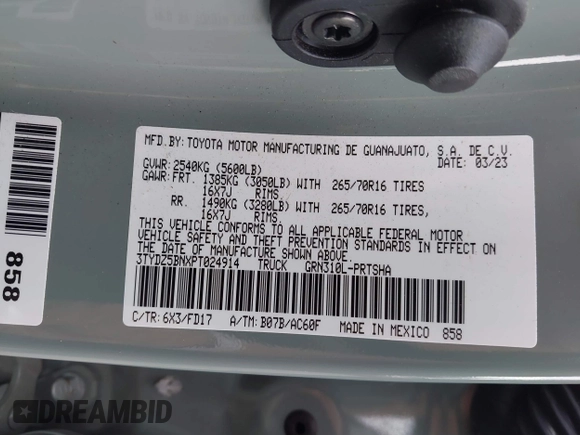 MFD.BY:TOYOTA MOTOR MANUFACTURING DE GUANAJUATO, S.A. DE C.V.
DATE: 03/23
GVWR:2540KG (5600LB)
GAWR:FRT. 1385KG (3050LB) WITH 265/70R16 TIRES
16X7J RIMS.
RR. 1490KG (3280LB) WITH 265/70R16 TIRES,
16X7J RIMS.
THIS VEHICLE CONFORMS TO ALL APPLICABLE FEDERAL MOTOR
VEHICLE SAFETY AND THEFT PREVENTION STANDARDS IN EFFECT ON
THE DATE OF MANUFACTURE SHOWN ABOVE.
3TYDZ5BNXPT024914 TRUCK GRN310L-PRTSHA
C/TR: 6X3/FD17 A/TM: B07B/AC60F MADE IN MEXICO 858
858
DREAMBID